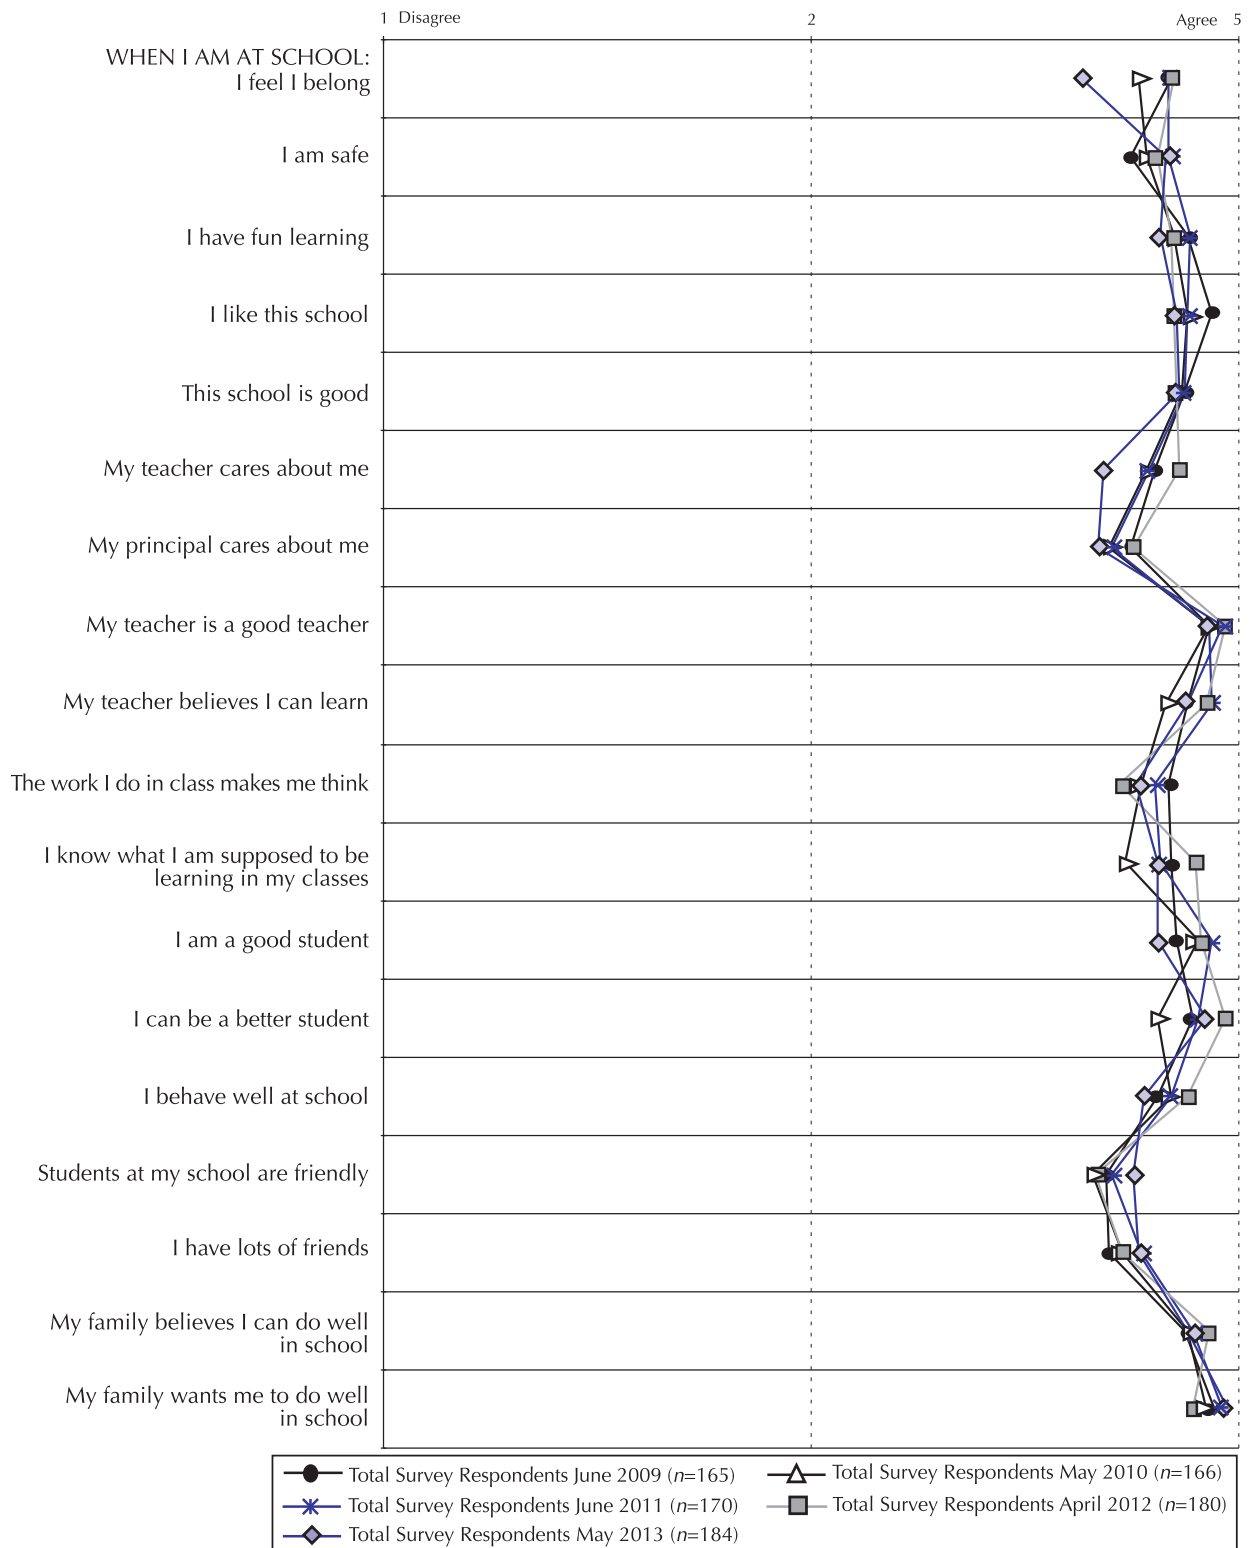 1 Disagree 2 Agree 5
WHEN I AM AT SCHOOL:
I feel I belong
I am safe
I have fun learning
I like this school
This school is good
My teacher cares about me
My principal cares about me
My teacher is a good teacher
My teacher believes I can learn
The work I do in class makes me think
I know what I am supposed to be
learning in my classes
I am a good student
I can be a better student
I behave well at school
Students at my school are friendly
I have lots of friends
My family believes I can do well
in school
My family wants me to do well
in school
Total Survey Respondents June 2009 (n=165)
Total Survey Respondents May 2010 (n=166)
Total Survey Respondents June 2011 (n=170)
Total Survey Respondents April 2012 (n=180)
Total Survey Respondents May 2013 (n=184)